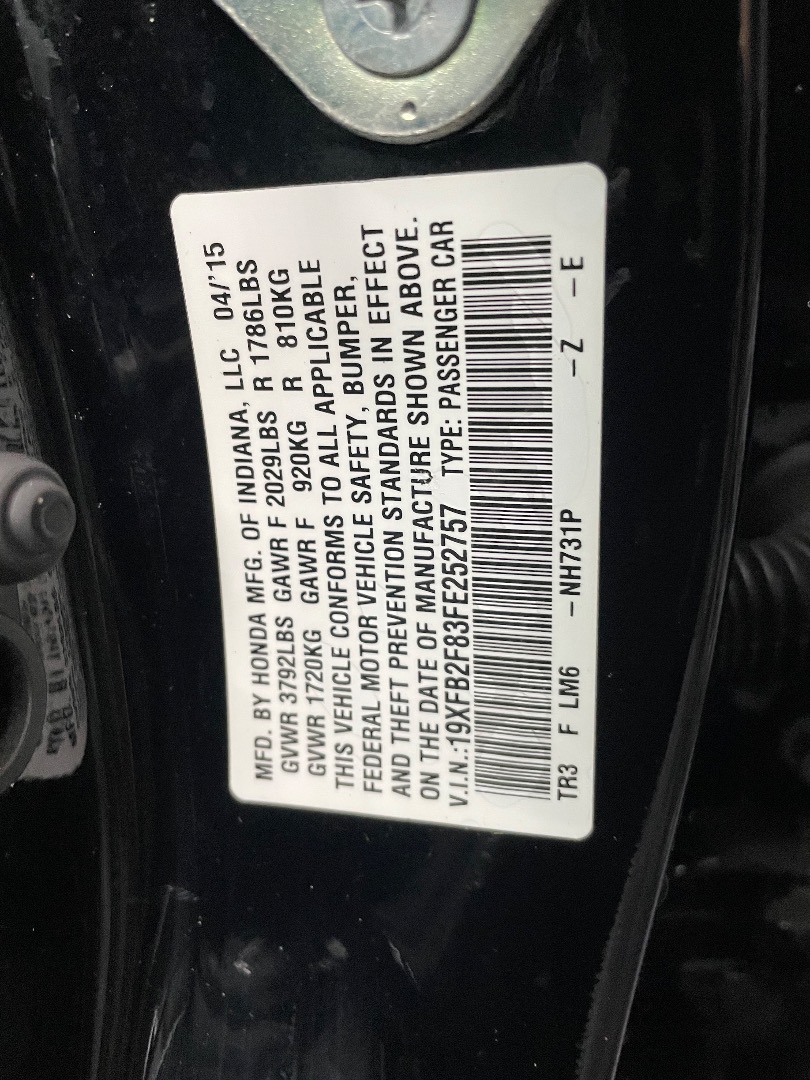 MFD. BY HONDA MFG. OF INDIANA, LLC 04/'15
GVWR 3792LBS GAWR F 2029LBS R 1786LBS
GVWR 1720KG GAWR F 920KG R 810KG
THIS VEHICLE CONFORMS TO ALL APPLICABLE
FEDERAL MOTOR VEHICLE SAFETY, BUMPER,
AND THEFT PREVENTION STANDARDS IN EFFECT
ON THE DATE OF MANUFACTURE SHOWN ABOVE.
V.I.N.:19XFB2F83FE252757 TYPE: PASSENGER CAR
TR3 F LM6 -NH731P -Z -E